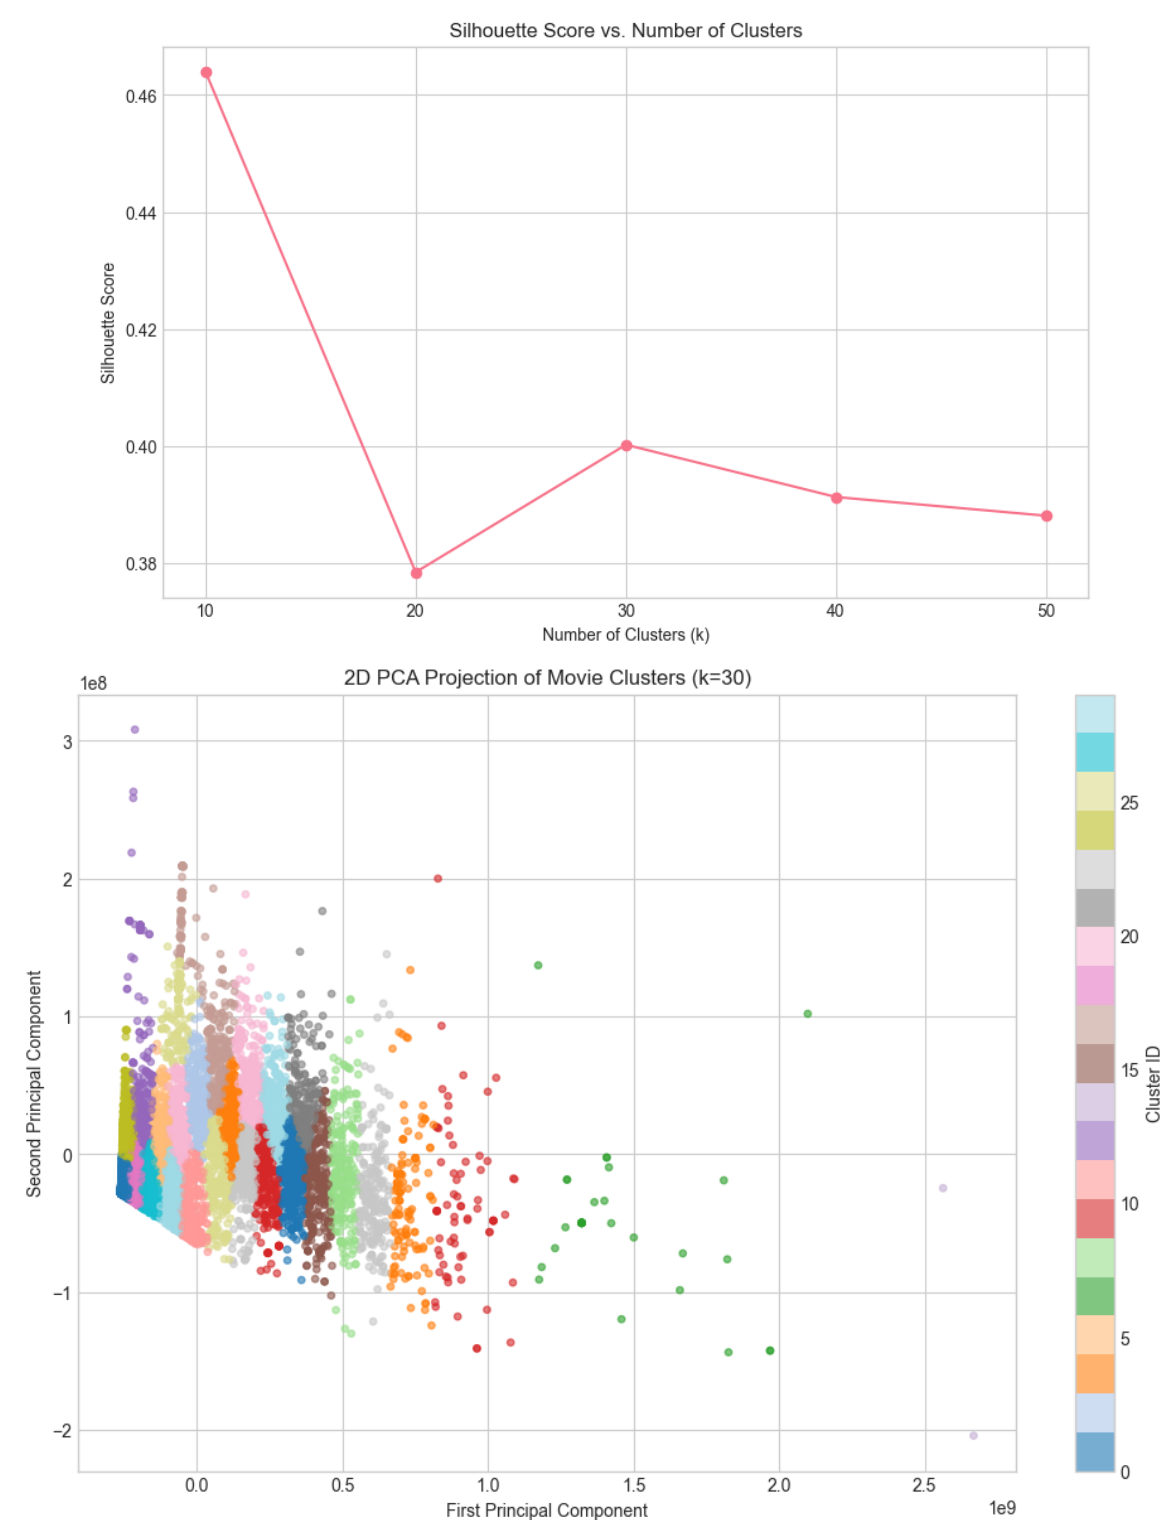 Silhouette Score vs. Number of Clusters
0.46
0.44
0.42
0.40
0.38
Silhouette Score
10 20 30 40 50
Number of Clusters (k)
2D PCA Projection of Movie Clusters (k=30)
1e8
3
2
1
0
−1
−2
Second Principal Component
0.0 0.5 1.0 1.5 2.0 2.5
1e9
First Principal Component
25
20
15
10
5
0
Cluster ID